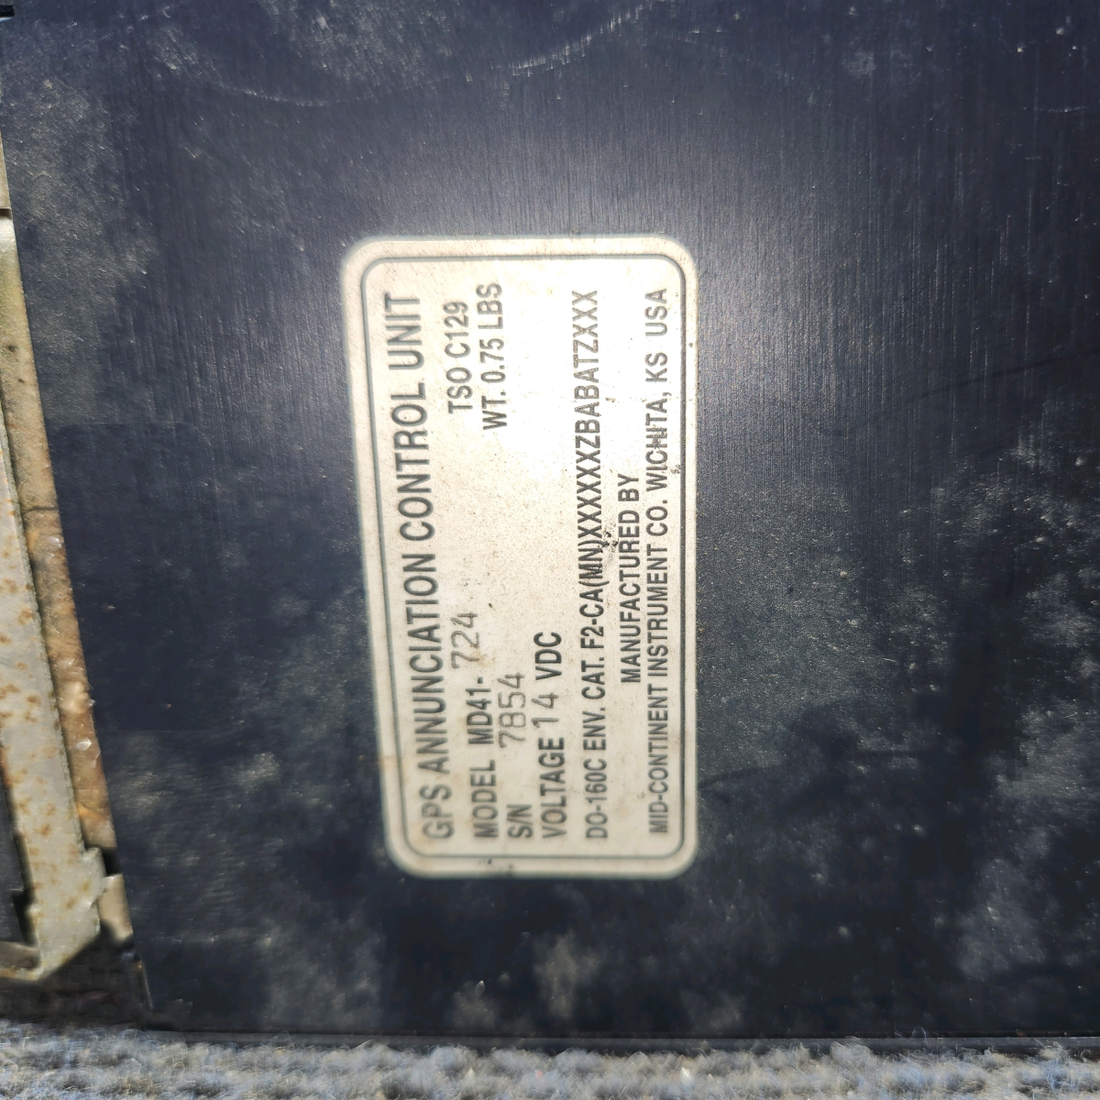 GPS ANNUNCIATION CONTROL UNIT
MODEL MD41- 724 TSO C129
S/N 7854 WT. 0.75 LBS
VOLTAGE 14 VDC
DO-160C ENV. CAT. F2-CA(MN)XXXXXXZBABATZXXX
MANUFACTURED BY
MID-CONTINENT INSTRUMENT CO. WICHITA, KS USA